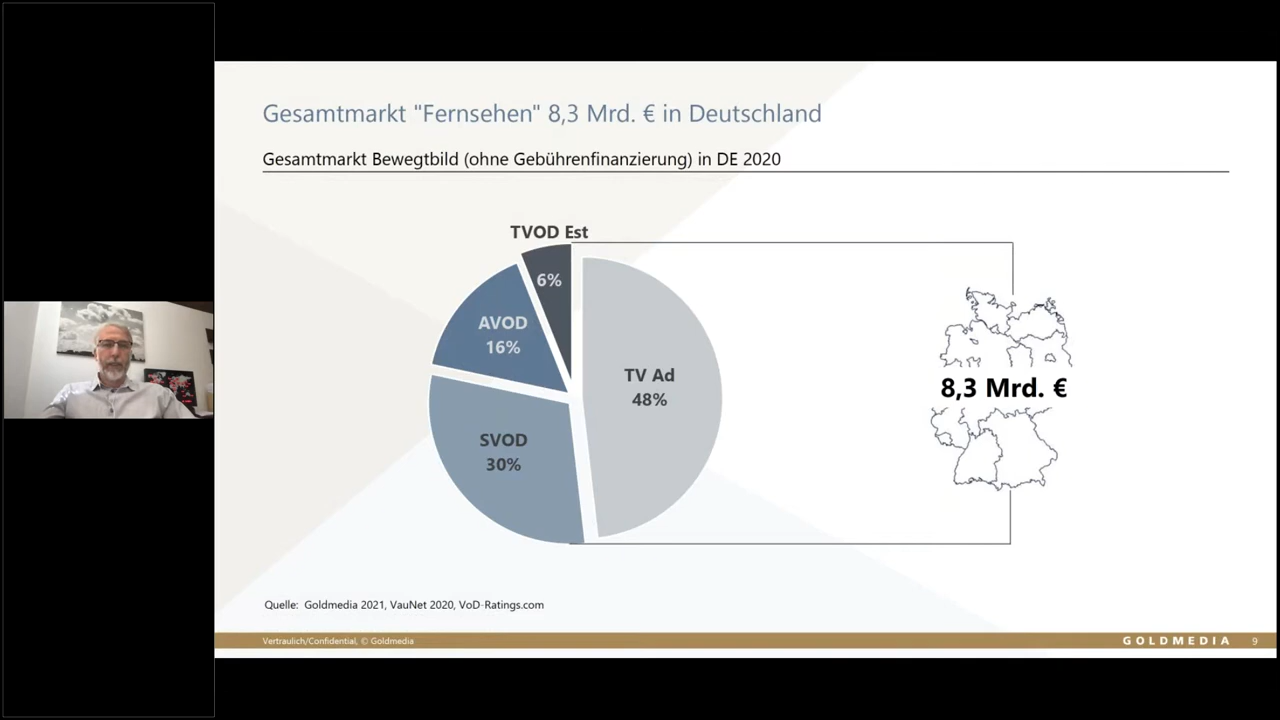 Gesamtmarkt "Fernsehen" 8,3 Mrd. € in Deutschland
Gesamtmarkt Bewegtbild (ohne Gebührenfinanzierung) in DE 2020
TVOD Est
6%
AVOD
16%
TV Ad
48%
SVOD
30%
8,3 Mrd. €
Quelle: Goldmedia 2021, VauNet 2020, VoD-Ratings.com
Vertraulich/Confidential, © Goldmedia
GOLDMEDIA
9